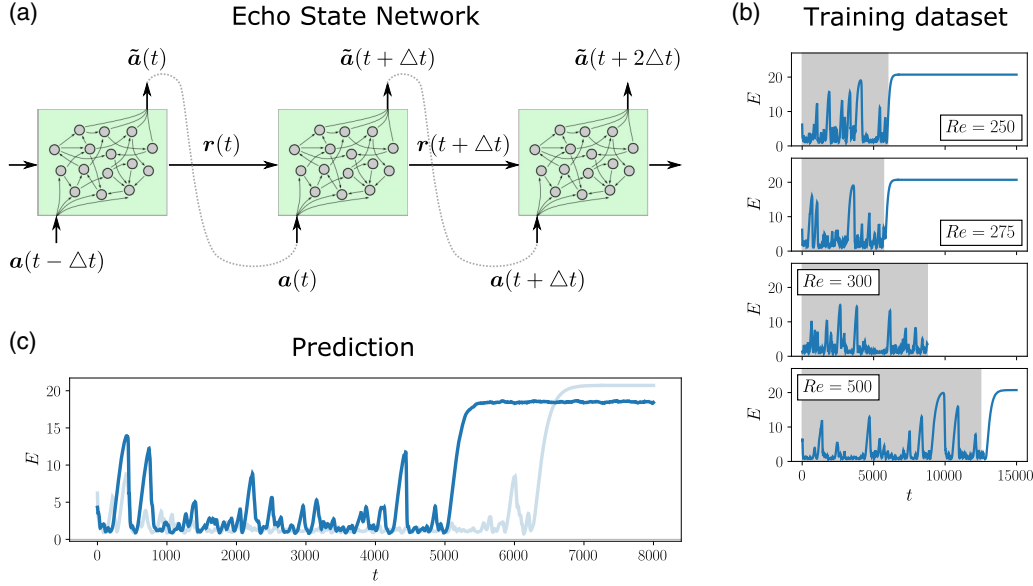 (a)
Echo State Network
ã(t)
ã(t + △t)
ã(t + 2△t)
r(t)
r(t + △t)
a(t − △t)
a(t)
a(t + △t)
(b)
Training dataset
E
20
10
0
Re = 250
E
20
10
0
Re = 275
E
20
10
0
Re = 300
E
20
10
0
Re = 500
0
5000
10000
15000
t
(c)
Prediction
E
20
15
10
5
0
0
1000
2000
3000
4000
5000
6000
7000
8000
t